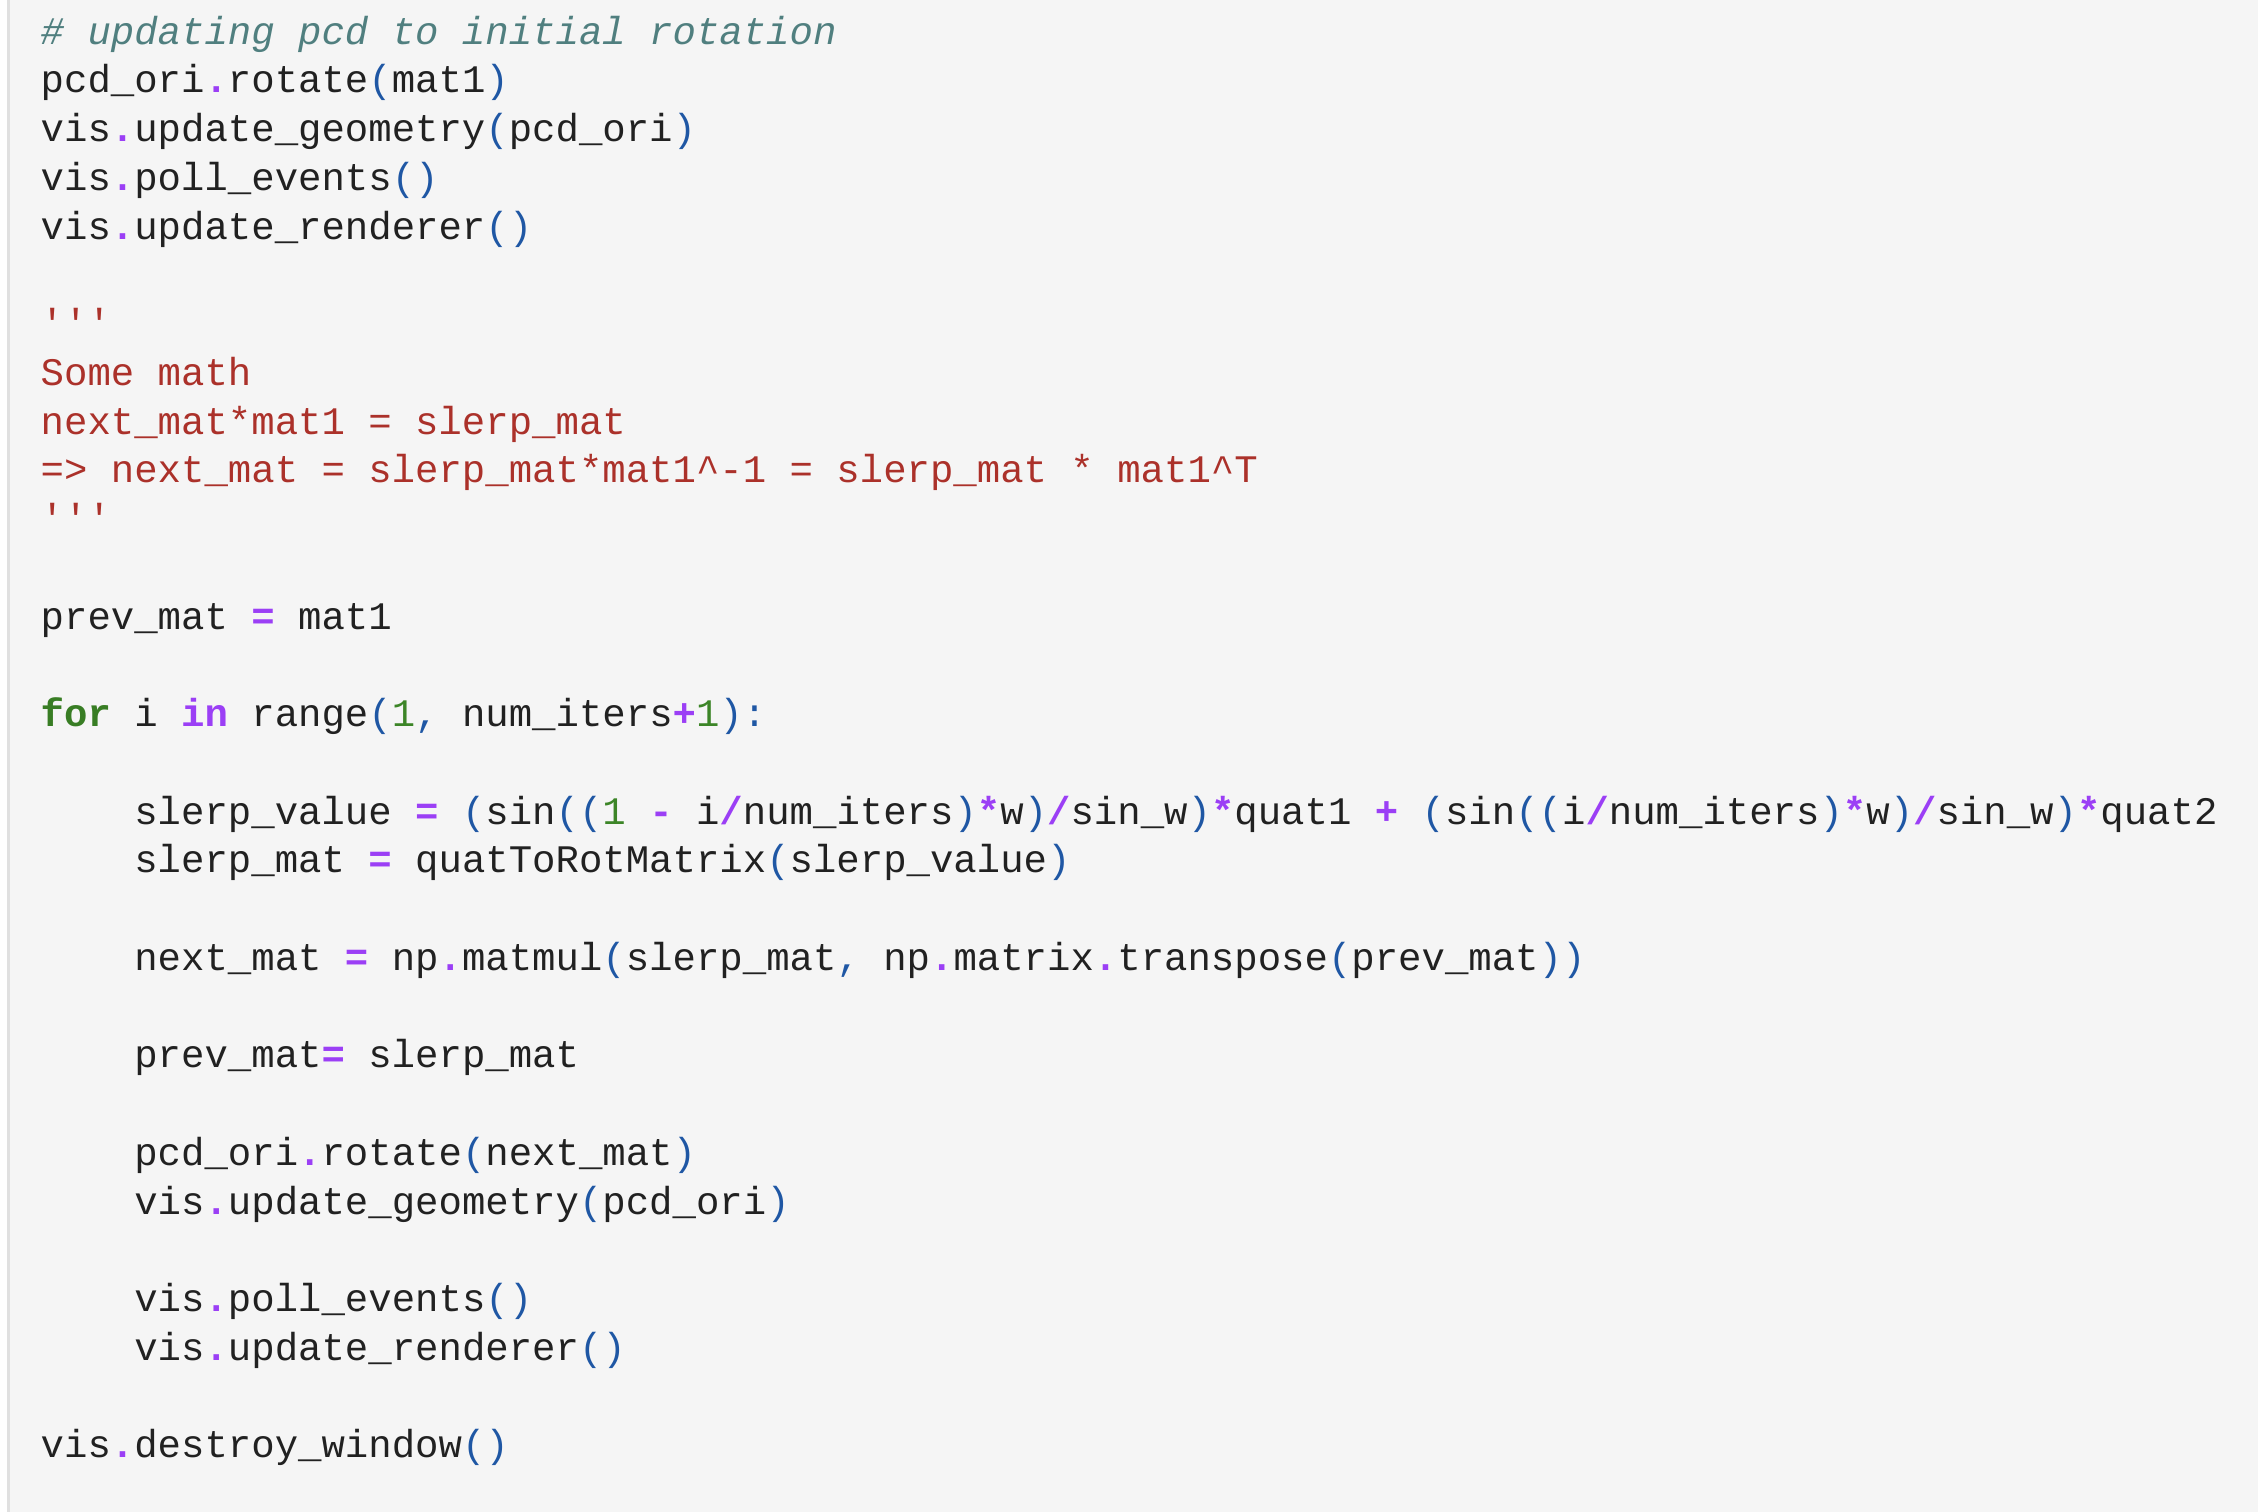 # updating pcd to initial rotation
pcd_ori.rotate(mat1)
vis.update_geometry(pcd_ori)
vis.poll_events()
vis.update_renderer()
'''
Some math
next_mat*mat1 = slerp_mat
=> next_mat = slerp_mat*mat1^-1 = slerp_mat * mat1^T
'''
prev_mat = mat1
for i in range(1, num_iters+1):
    slerp_value = (sin((1 - i/num_iters)*w)/sin_w)*quat1 + (sin((i/num_iters)*w)/sin_w)*quat2
    slerp_mat = quatToRotMatrix(slerp_value)
    next_mat = np.matmul(slerp_mat, np.matrix.transpose(prev_mat))
    prev_mat= slerp_mat
    pcd_ori.rotate(next_mat)
    vis.update_geometry(pcd_ori)
    vis.poll_events()
    vis.update_renderer()
vis.destroy_window()